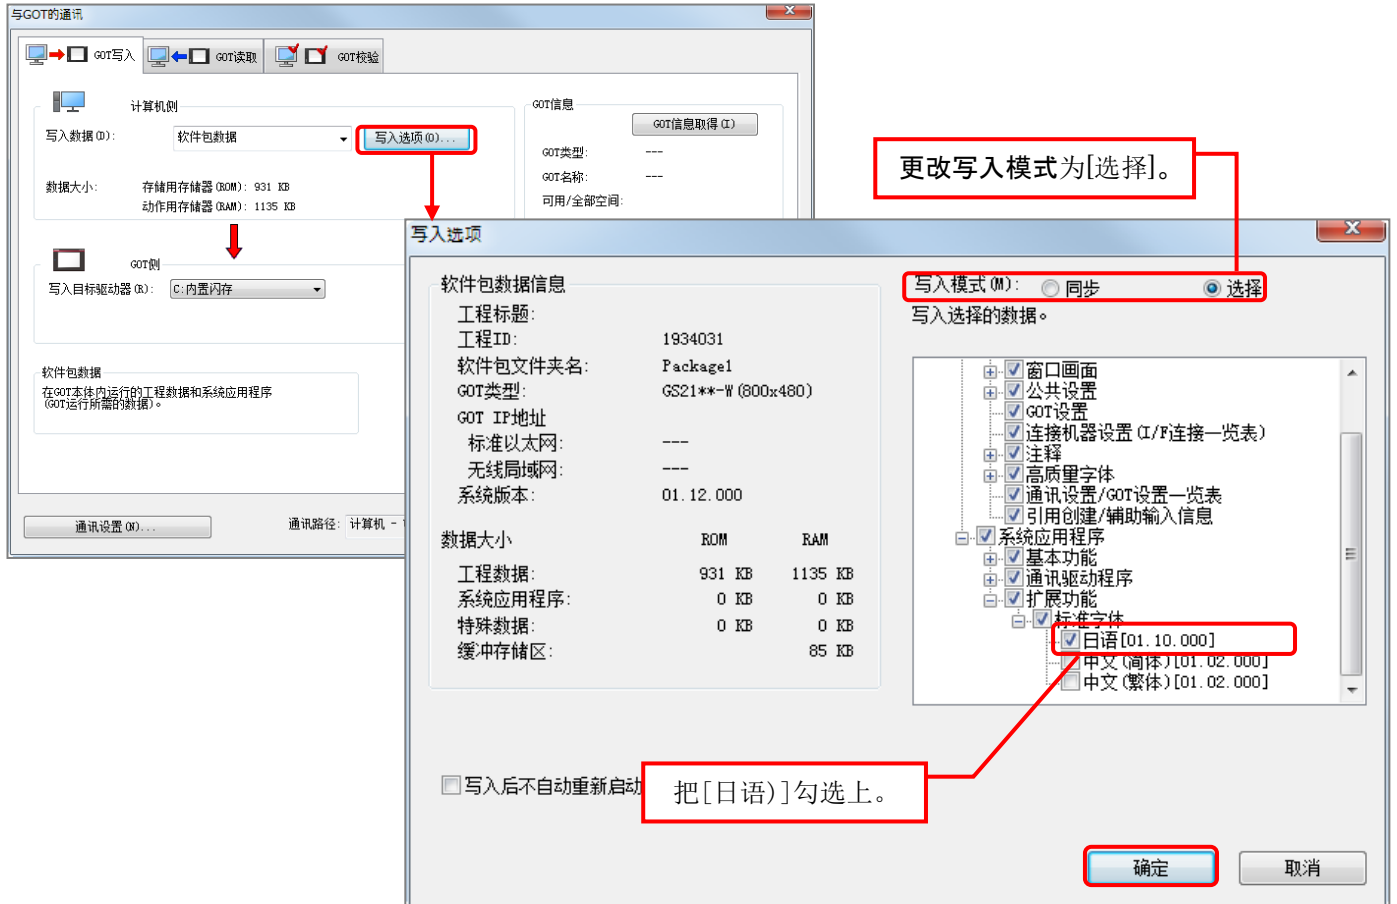 与GOT的通讯
GOT写入
GOT读取
GOT校验
计算机侧
写入数据(D):
软件包数据
写入选项(O)...
数据大小:
存储用存储器(ROM): 931 KB
动作用存储器(RAM): 1135 KB
GOT信息
GOT信息取得(I)
GOT类型:
---
GOT名称:
---
可用/全部空间:
GOT侧
写入目标驱动器(R):
C:内置闪存
软件包数据
在GOT本体内运行的工程数据和系统应用程序
(GOT运行所需的数据)。
通讯设置(N)...
通讯路径: 计算机 -
更改写入模式为[选择]。
写入选项
软件包数据信息
工程标题:
工程ID:
1934031
软件包文件夹名:
Package1
GOT类型:
GS21**-W(800x480)
GOT IP地址
标准以太网:
---
无线局域网:
---
系统版本:
01.12.000
数据大小
ROM
RAM
工程数据:
931 KB
1135 KB
系统应用程序:
0 KB
0 KB
特殊数据:
0 KB
0 KB
缓冲存储区:
85 KB
写入模式(M):
同步
选择
写入选择的数据。
窗口画面
公共设置
GOT设置
连接机器设置(I/F连接一览表)
注释
高质量字体
通讯设置/GOT设置一览表
引用创建/辅助输入信息
系统应用程序
基本功能
通讯驱动程序
扩展功能
标准字体
日语[01.10.000]
中文(简体)[01.02.000]
中文(繁体)[01.02.000]
写入后不自动重新启动
把[日语)]勾选上。
确定
取消